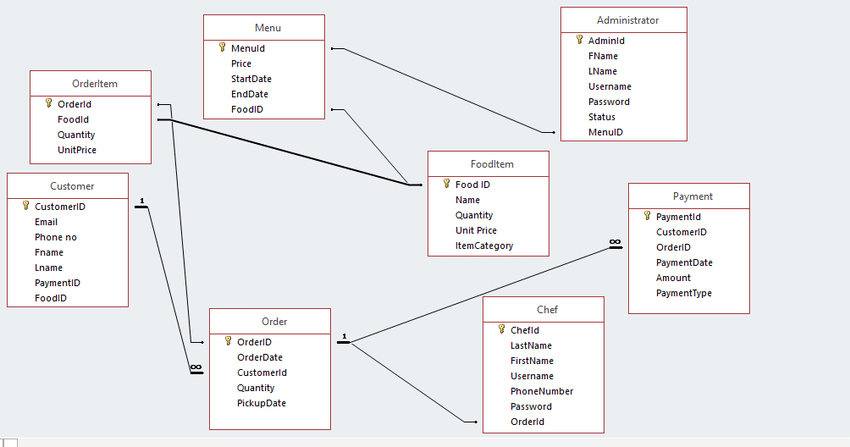 Menu
MenuId
Price
StartDate
EndDate
FoodID
Administrator
AdminId
FName
LName
Username
Password
Status
MenuID
OrderItem
OrderId
FoodId
Quantity
UnitPrice
FoodItem
Food ID
Name
Quantity
Unit Price
ItemCategory
Customer
CustomerID
Email
Phone no
Fname
Lname
PaymentID
FoodID
1
∞
Payment
PaymentId
CustomerID
OrderID
PaymentDate
Amount
PaymentType
∞
Order
OrderID
OrderDate
CustomerId
Quantity
PickupDate
1
Chef
ChefId
LastName
FirstName
Username
PhoneNumber
Password
OrderId